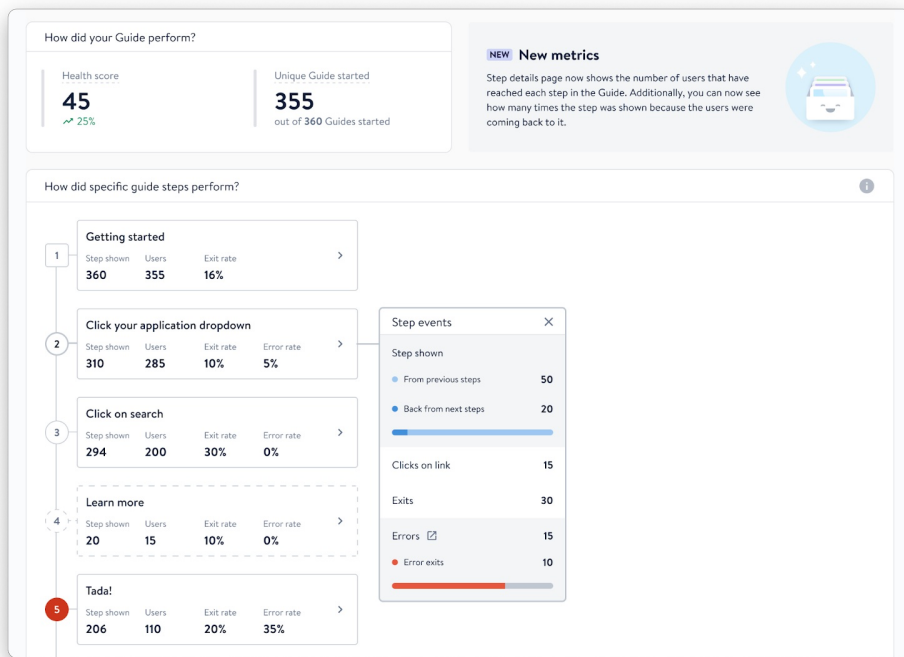 How did your Guide perform?
Health score
45
25%
Unique Guide started
355
out of 360 Guides started
NEW New metrics
Step details page now shows the number of users that have
reached each step in the Guide. Additionally, you can now see
how many times the step was shown because the users were
coming back to it.
How did specific guide steps perform?
i
1
Getting started
Step shown Users Exit rate
360 355 16%
2
Click your application dropdown
Step shown Users Exit rate Error rate
310 285 10% 5%
3
Click on search
Step shown Users Exit rate Error rate
294 200 30% 0%
4
Learn more
Step shown Users Exit rate Error rate
20 15 10% 0%
5
Tada!
Step shown Users Exit rate Error rate
206 110 20% 35%
Step events
Step shown
From previous steps 50
Back from next steps 20
Clicks on link 15
Exits 30
Errors 15
Error exits 10